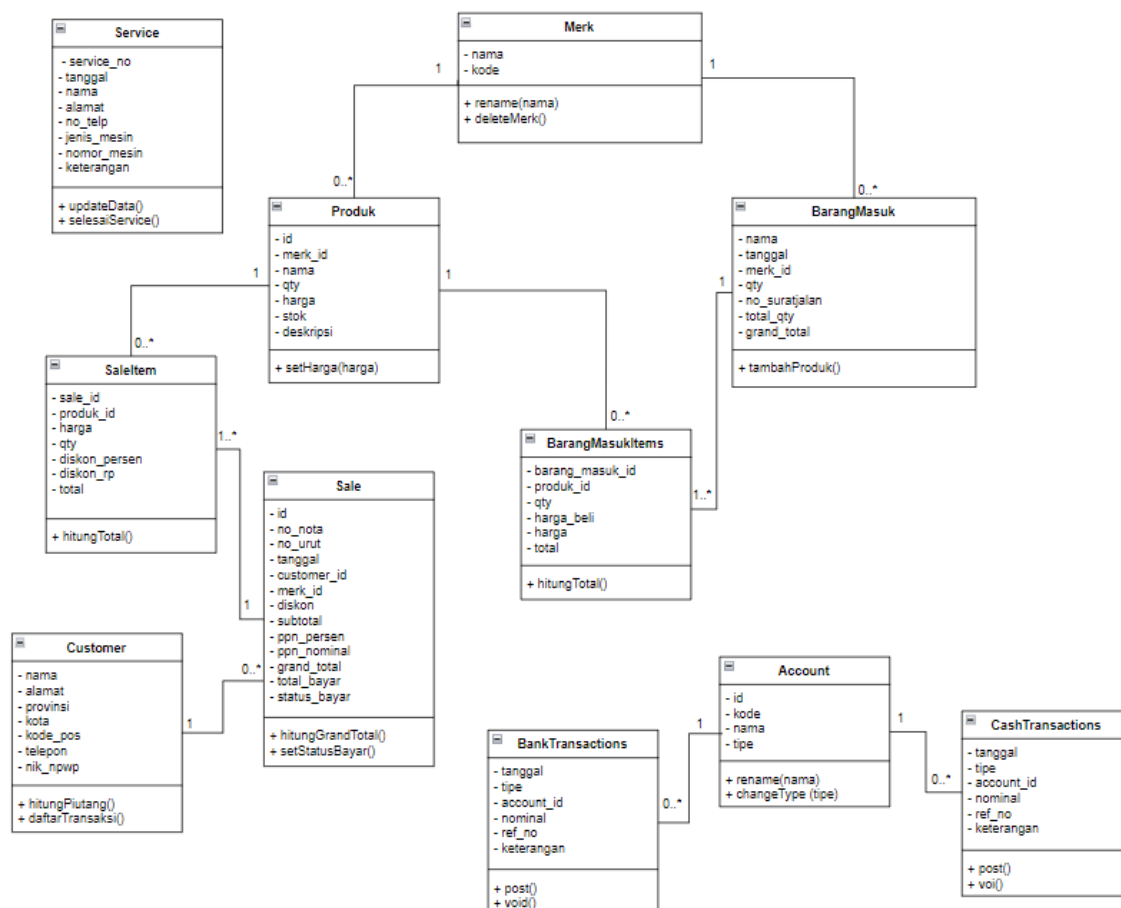 Service
- service_no
- tanggal
- nama
- alamat
- no_telp
- jenis_mesin
- nomor_mesin
- keterangan
+ updateData()
+ selesaiService()
Merk
- nama
- kode
+ rename(nama)
+ deleteMerk()
1
1
0..*
0..*
Produk
- id
- merk_id
- nama
- qty
- harga
- stok
- deskripsi
+ setHarga(harga)
BarangMasuk
- nama
- tanggal
- merk_id
- qty
- no_suratjalan
- total_qty
- grand_total
+ tambahProduk()
1
1
1
0..*
0..*
SaleItem
- sale_id
- produk_id
- harga
- qty
- diskon_persen
- diskon_rp
- total
+ hitungTotal()
1..*
1
BarangMasukItems
- barang_masuk_id
- produk_id
- qty
- harga_beli
- harga
- total
+ hitungTotal()
1..*
Sale
- id
- no_nota
- no_urut
- tanggal
- customer_id
- merk_id
- diskon
- subtotal
- ppn_persen
- ppn_nominal
- grand_total
- total_bayar
- status_bayar
+ hitungGrandTotal()
+ setStatusBayar()
0..*
1
Customer
- nama
- alamat
- provinsi
- kota
- kode_pos
- telepon
- nik_npwp
+ hitungPiutang()
+ daftarTransaksi()
Account
- id
- kode
- nama
- tipe
+ rename(nama)
+ changeType (tipe)
1
1
0..*
0..*
BankTransactions
- tanggal
- tipe
- account_id
- nominal
- ref_no
- keterangan
+ post()
+ void()
CashTransactions
- tanggal
- tipe
- account_id
- nominal
- ref_no
- keterangan
+ post()
+ voi()